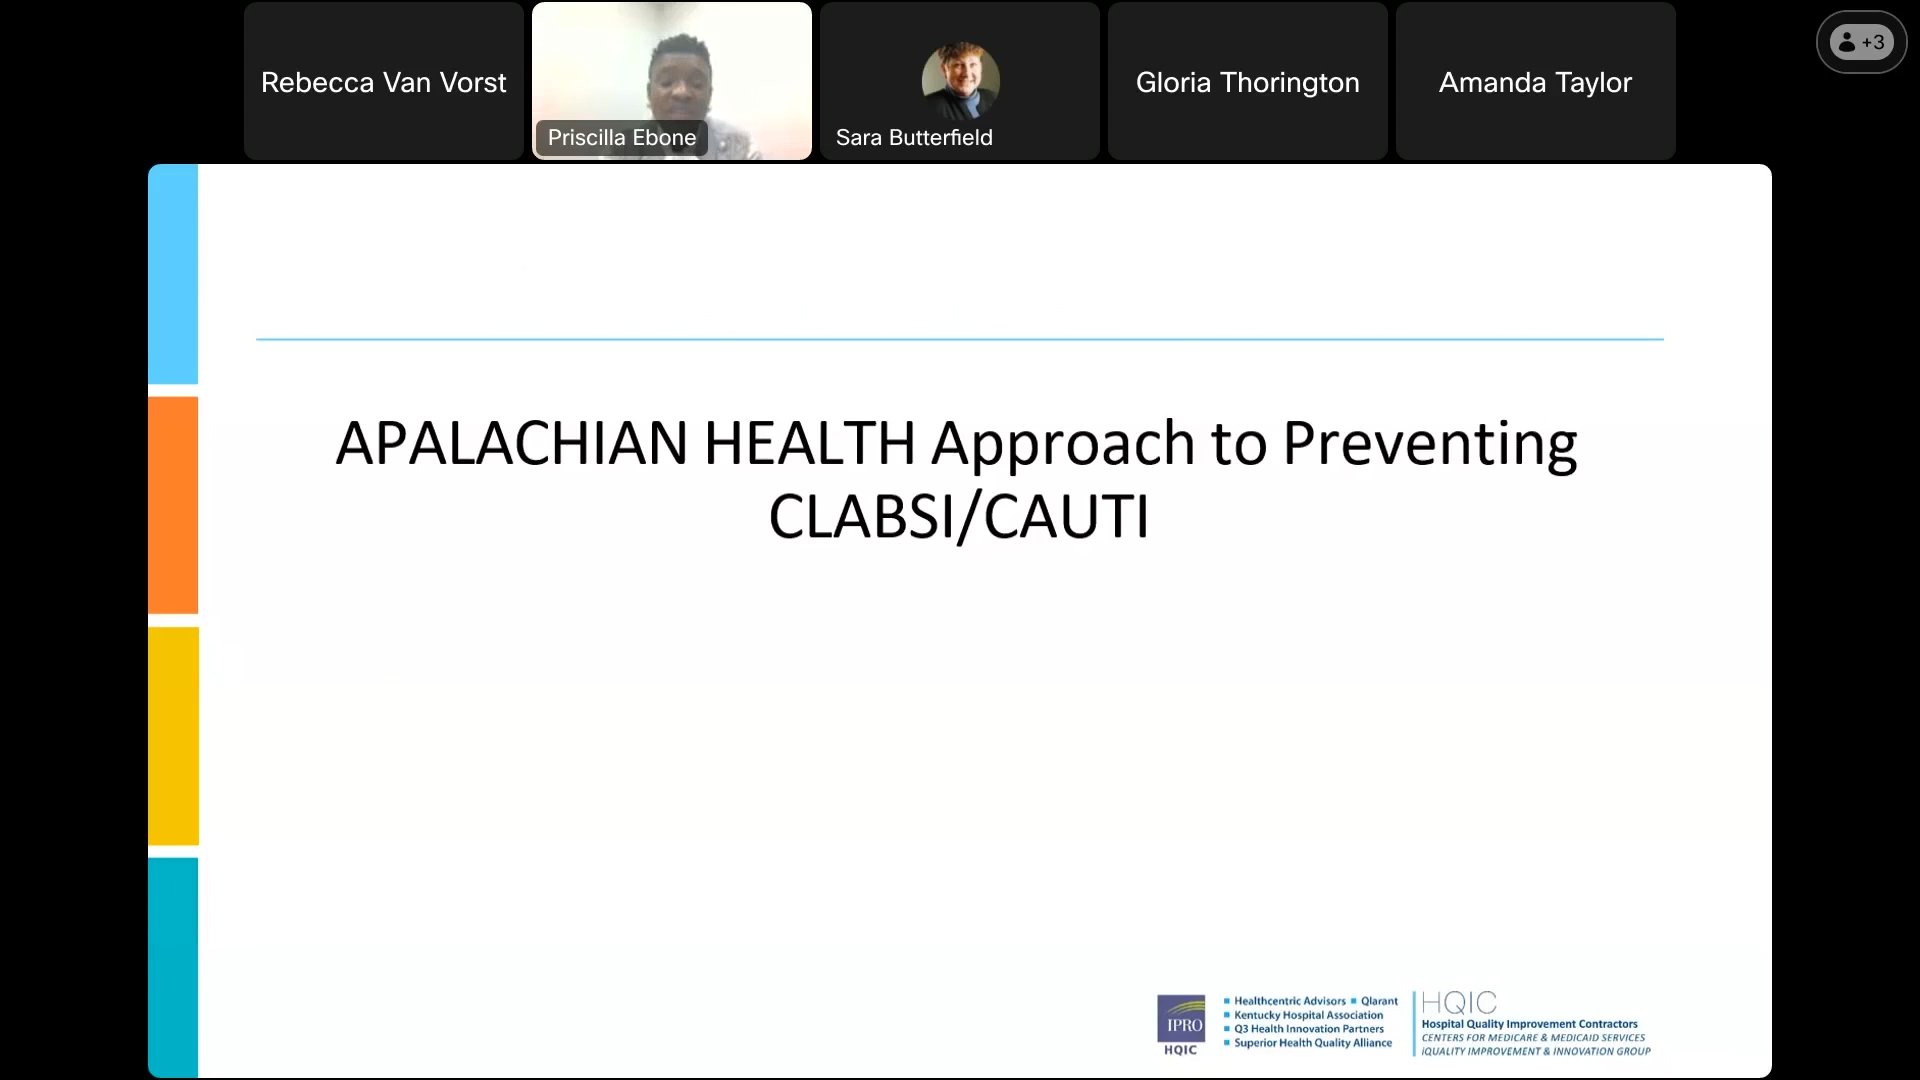 Rebecca Van Vorst
Priscilla Ebone
Sara Butterfield
Gloria Thorington
Amanda Taylor
+3
APALACHIAN HEALTH Approach to Preventing
CLABSI/CAUTI
IPRO
HQIC
▪ Healthcentric Advisors ▪ Qlarant
▪ Kentucky Hospital Association
▪ Q3 Health Innovation Partners
▪ Superior Health Quality Alliance
HQIC
Hospital Quality Improvement Contractors
CENTERS FOR MEDICARE & MEDICAID SERVICES
iQUALITY IMPROVEMENT & INNOVATION GROUP